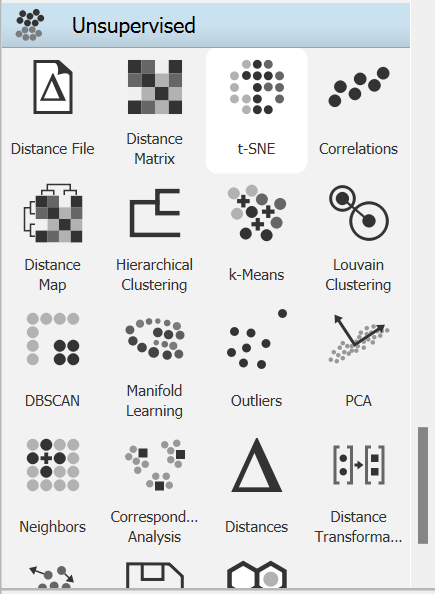 Unsupervised
Distance File
Distance
Matrix
t-SNE
Correlations
Distance
Map
Hierarchical
Clustering
k-Means
Louvain
Clustering
DBSCAN
Manifold
Learning
Outliers
PCA
Neighbors
Correspond...
Analysis
Distances
Distance
Transforma...